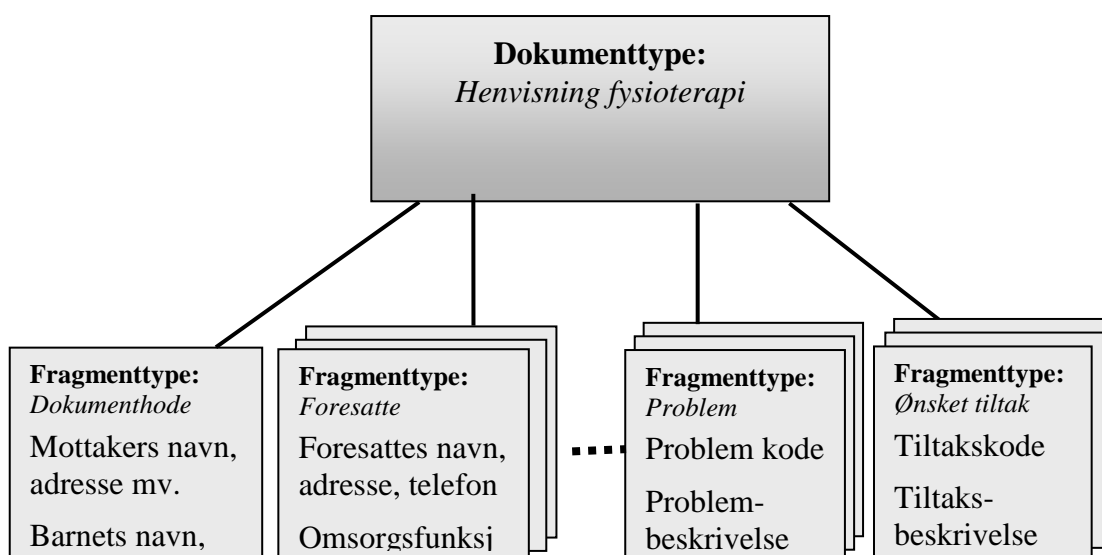 Dokumenttype:
Henvisning fysioterapi
Fragmenttype:
Dokumenthode
Mottakers navn,
adresse mv.
Barnets navn,
Fragmenttype:
Foresatte
Foresattes navn,
adresse, telefon
Omsorgsfunksj
Fragmenttype:
Problem
Problem kode
Problem-
beskrivelse
Fragmenttype:
Ønsket tiltak
Tiltakskode
Tiltaks-
beskrivelse